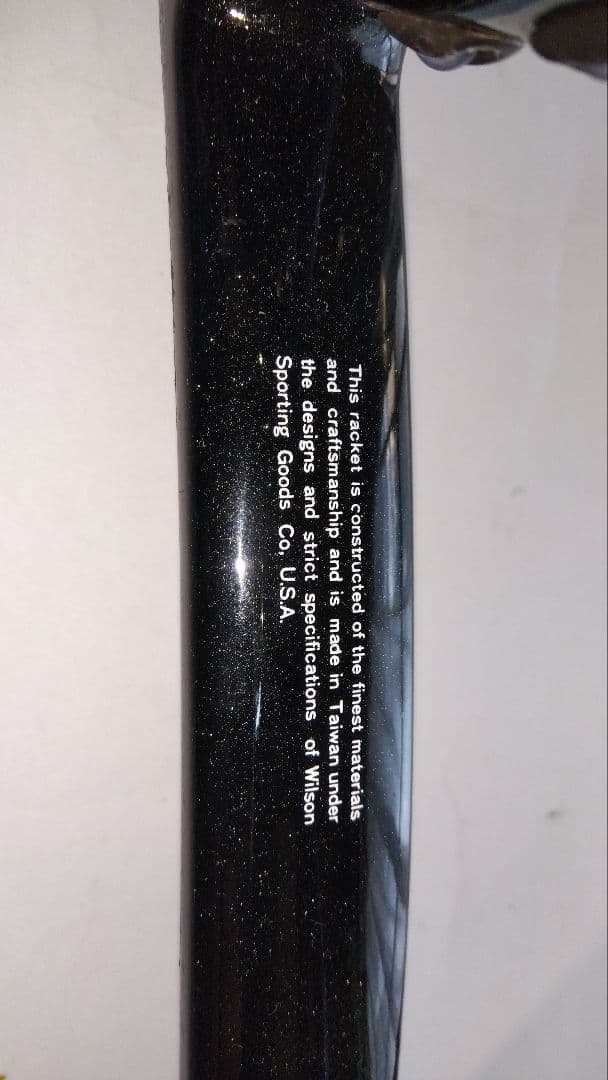 This racket is constructed of the finest materials
and craftsmanship and is made in Taiwan under
the designs and strict specifications of Wilson
Sporting Goods Co, U.S.A.